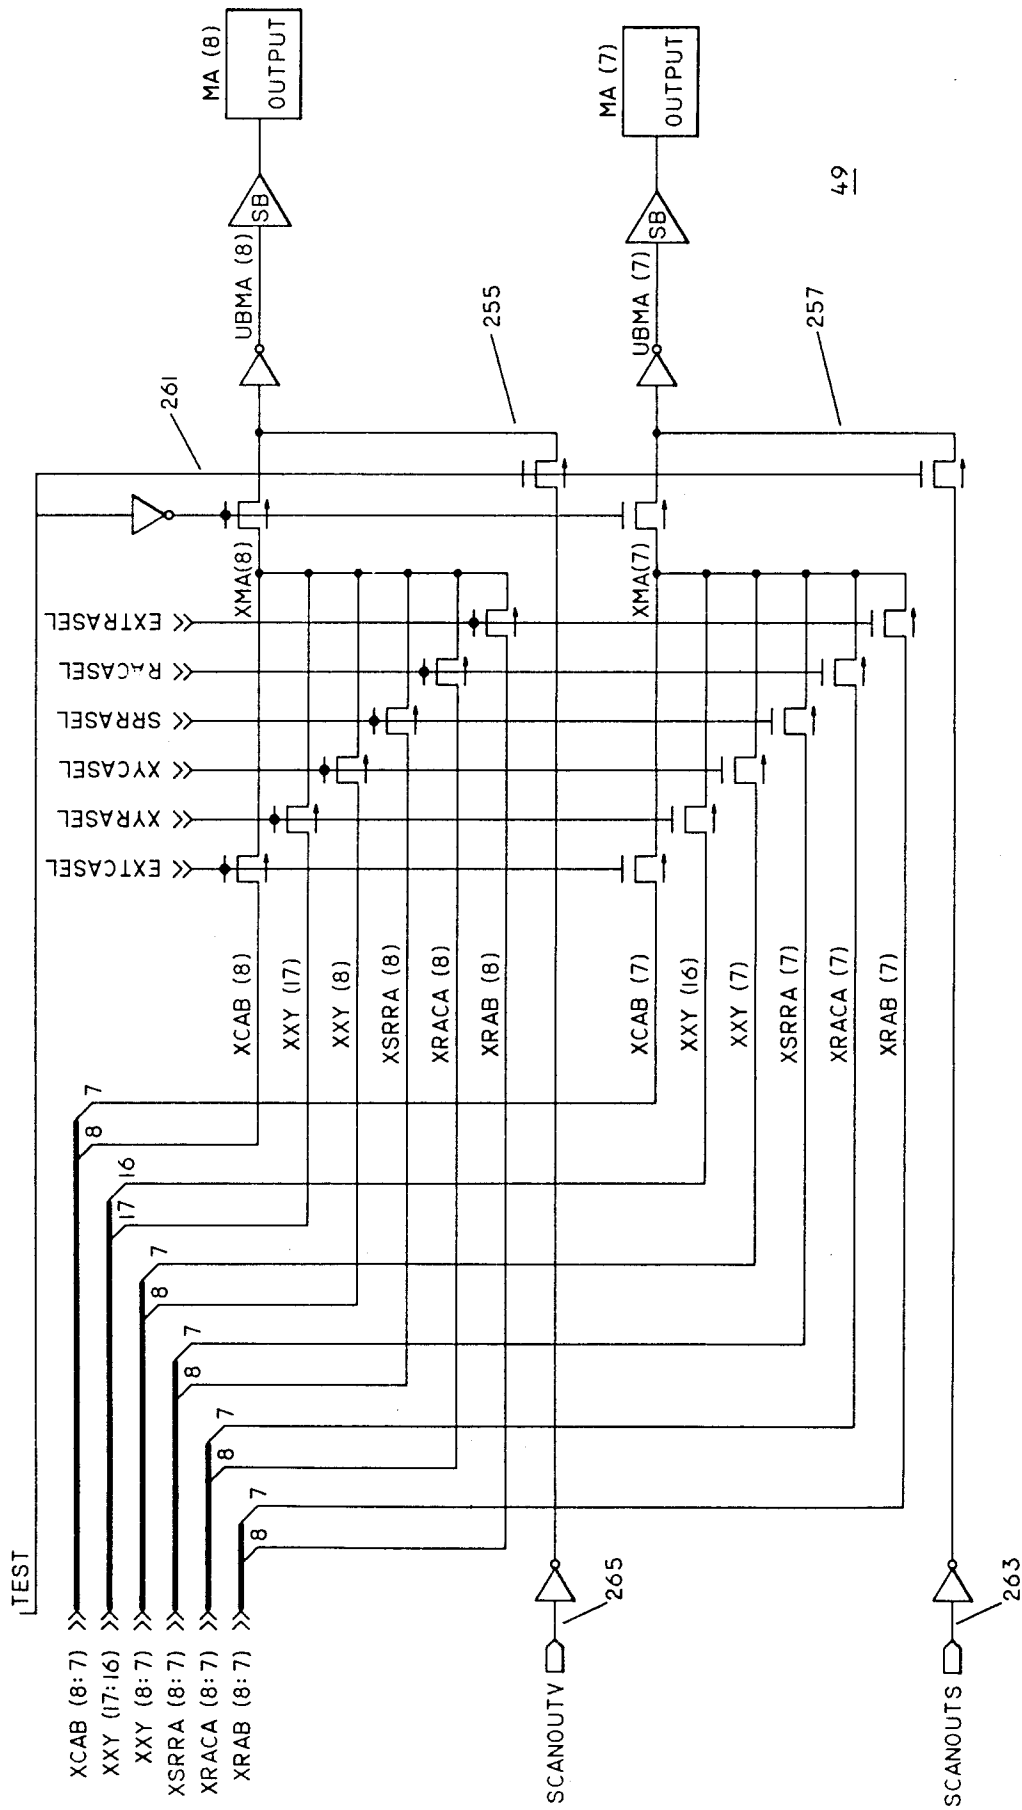 TEST
XCAB (8:7)
XXY (17:16)
XXY (8:7)
XSRRA (8:7)
XRACA (8:7)
XRAB (8:7)
8
7
17
16
8
7
8
7
8
7
8
7
XCAB (8)
XXY (17)
XXY (8)
XSRRA (8)
XRACA (8)
XRAB (8)
XCAB (7)
XXY (16)
XXY (7)
XSRRA (7)
XRACA (7)
XRAB (7)
EXTCASEL
XYRASEL
XYCASEL
SRRASEL
RACASEL
EXTRASEL
XMA(8)
XMA(7)
261
255
257
UBMA (8)
SB
MA (8)
OUTPUT
UBMA (7)
SB
MA (7)
OUTPUT
49
SCANOUTV
265
SCANOUTS
263